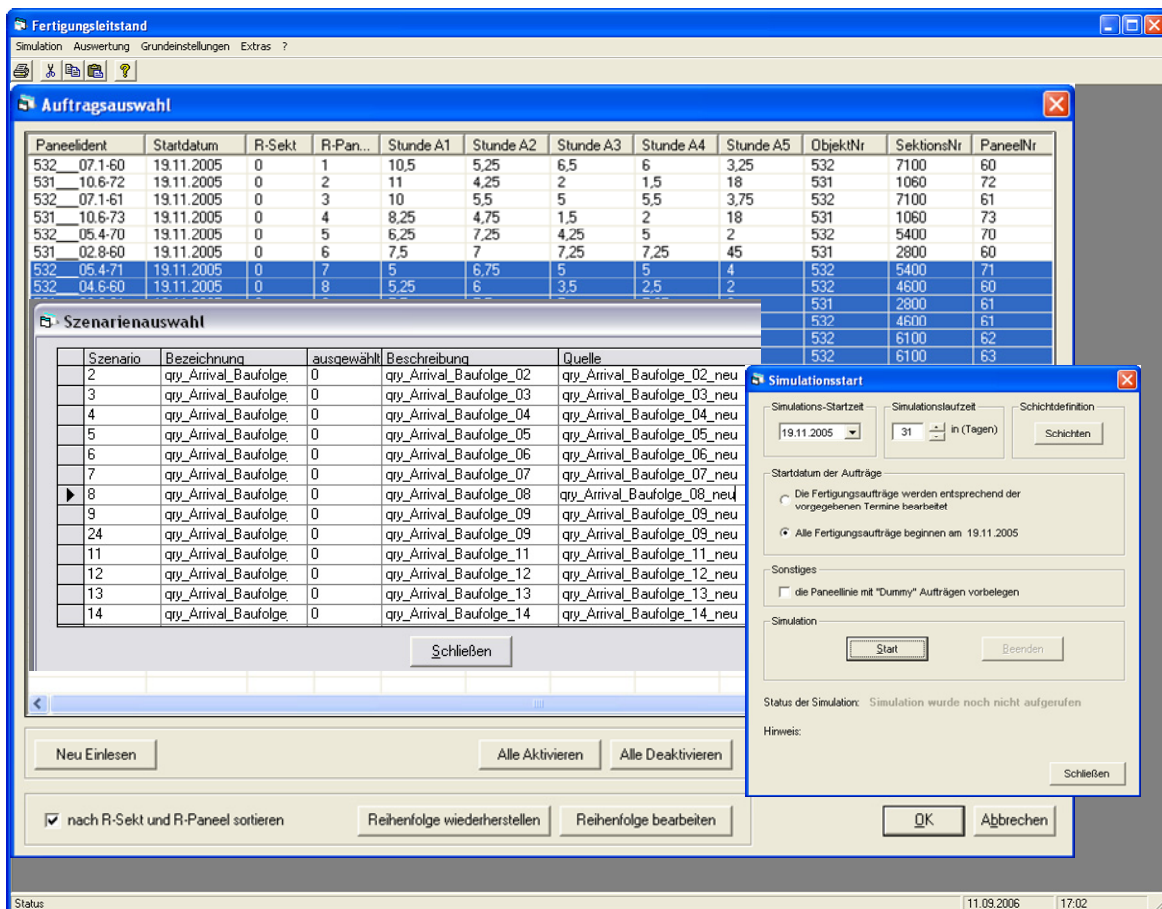 Fertigungsleitstand
Simulation Auswertung Grundeinstellungen Extras ?
Auftragsauswahl
Paneelident Startdatum R-Sekt R-Pan... Stunde A1 Stunde A2 Stunde A3 Stunde A4 Stunde A5 ObjektNr SektionsNr PaneelNr
532___07.1-60 19.11.2005 0 1 10,5 5,25 6,5 6 3,25 532 7100 60
531___10.6-72 19.11.2005 0 2 11 4,25 2 1,5 18 531 1060 72
532___07.1-61 19.11.2005 0 3 10 5,5 5 5,5 3,75 532 7100 61
531___10.6-73 19.11.2005 0 4 8,25 4,75 1,5 2 18 531 1060 73
532___05.4-70 19.11.2005 0 5 6,25 7,25 4,25 5 2 532 5400 70
531___02.8-60 19.11.2005 0 6 7,5 7 7,25 7,25 45 531 2800 60
532___05.4-71 19.11.2005 0 7 5 6,75 5 5 4 532 5400 71
532___04.6-60 19.11.2005 0 8 5,25 6 3,5 2,5 2 532 4600 60
531 2800 61
532 4600 61
532 6100 62
532 6100 63
Szenarienauswahl
Szenario Bezeichnung ausgewählt Beschreibung Quelle
2 qry_Arrival_Baufolge_ 0 qry_Arrival_Baufolge_02 qry_Arrival_Baufolge_02_neu
3 qry_Arrival_Baufolge_ 0 qry_Arrival_Baufolge_03 qry_Arrival_Baufolge_03_neu
4 qry_Arrival_Baufolge_ 0 qry_Arrival_Baufolge_04 qry_Arrival_Baufolge_04_neu
5 qry_Arrival_Baufolge_ 0 qry_Arrival_Baufolge_05 qry_Arrival_Baufolge_05_neu
6 qry_Arrival_Baufolge_ 0 qry_Arrival_Baufolge_06 qry_Arrival_Baufolge_06_neu
7 qry_Arrival_Baufolge_ 0 qry_Arrival_Baufolge_07 qry_Arrival_Baufolge_07_neu
8 qry_Arrival_Baufolge_ 0 qry_Arrival_Baufolge_08 qry_Arrival_Baufolge_08_neu
9 qry_Arrival_Baufolge_ 0 qry_Arrival_Baufolge_09 qry_Arrival_Baufolge_09_neu
24 qry_Arrival_Baufolge_ 0 qry_Arrival_Baufolge_09 qry_Arrival_Baufolge_09_neu
11 qry_Arrival_Baufolge_ 0 qry_Arrival_Baufolge_11 qry_Arrival_Baufolge_11_neu
12 qry_Arrival_Baufolge_ 0 qry_Arrival_Baufolge_12 qry_Arrival_Baufolge_12_neu
13 qry_Arrival_Baufolge_ 0 qry_Arrival_Baufolge_13 qry_Arrival_Baufolge_13_neu
14 qry_Arrival_Baufolge_ 0 qry_Arrival_Baufolge_14 qry_Arrival_Baufolge_14_neu
Schließen
Simulationsstart
Simulations-Startzeit Simulationslaufzeit Schichtdefinition
19.11.2005 31 in (Tagen) Schichten
Startdatum der Aufträge
Die Fertigungsaufträge werden entsprechend der
vorgegebenen Termine bearbeitet
Alle Fertigungsaufträge beginnen am 19.11.2005
Sonstiges
die Paneellinie mit "Dummy" Aufträgen vorbelegen
Simulation
Start Beenden
Status der Simulation: Simulation wurde noch nicht aufgerufen
Hinweis:
Schließen
Neu Einlesen Alle Aktivieren Alle Deaktivieren
nach R-Sekt und R-Paneel sortieren Reihenfolge wiederherstellen Reihenfolge bearbeiten OK Abbrechen
Status 11.09.2006 17:02